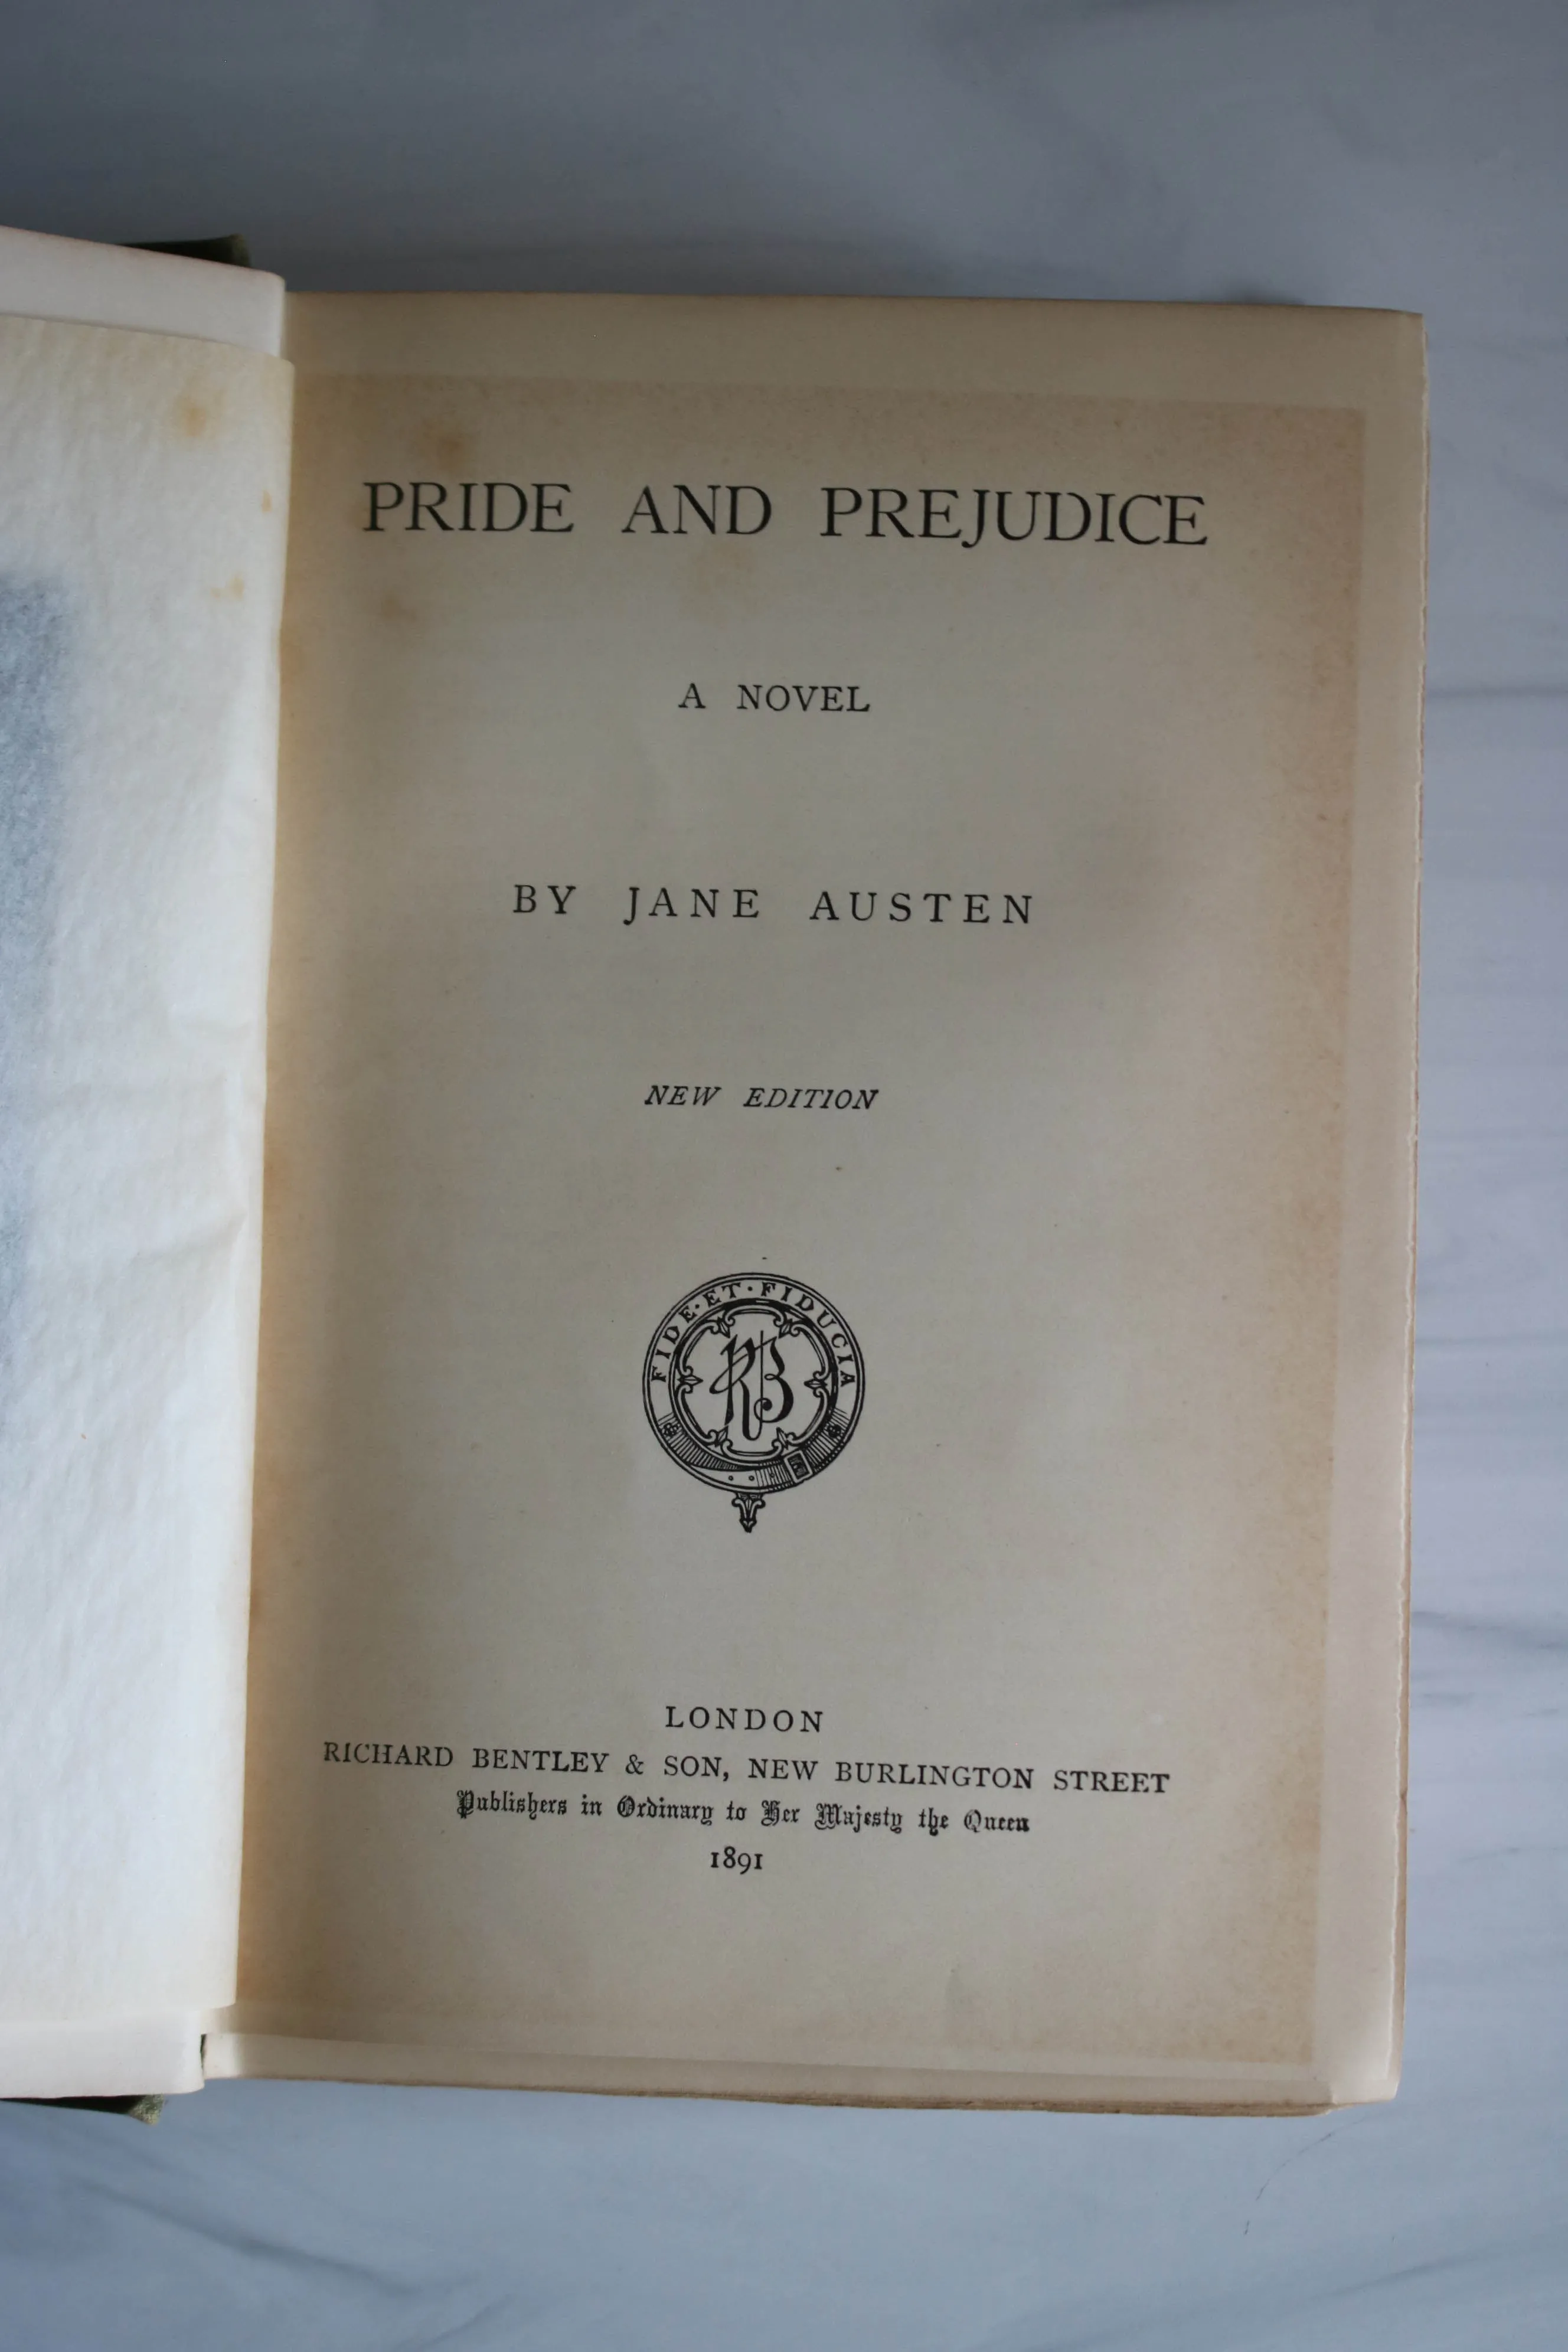 PRIDE AND PREJUDICE
A NOVEL
BY JANE AUSTEN
NEW EDITION
FIDE·ET·FIDUCIA
RB
LONDON
RICHARD BENTLEY & SON, NEW BURLINGTON STREET
Publishers in Ordinary to Her Majesty the Queen
1891